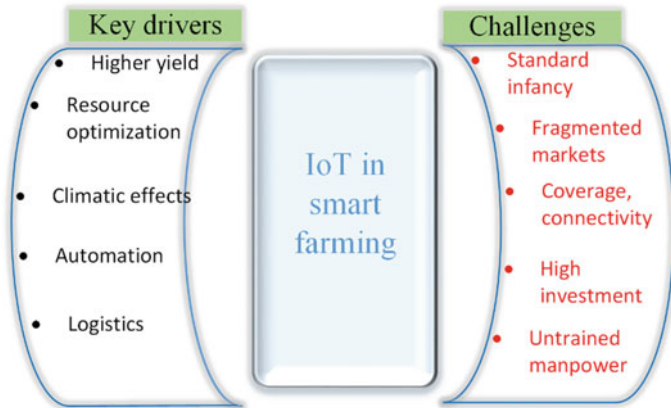 Key drivers
• Higher yield
• Resource
optimization
• Climatic effects
• Automation
• Logistics
IoT in
smart
farming
Challenges
• Standard
infancy
• Fragmented
markets
• Coverage,
connectivity
• High
investment
• Untrained
manpower